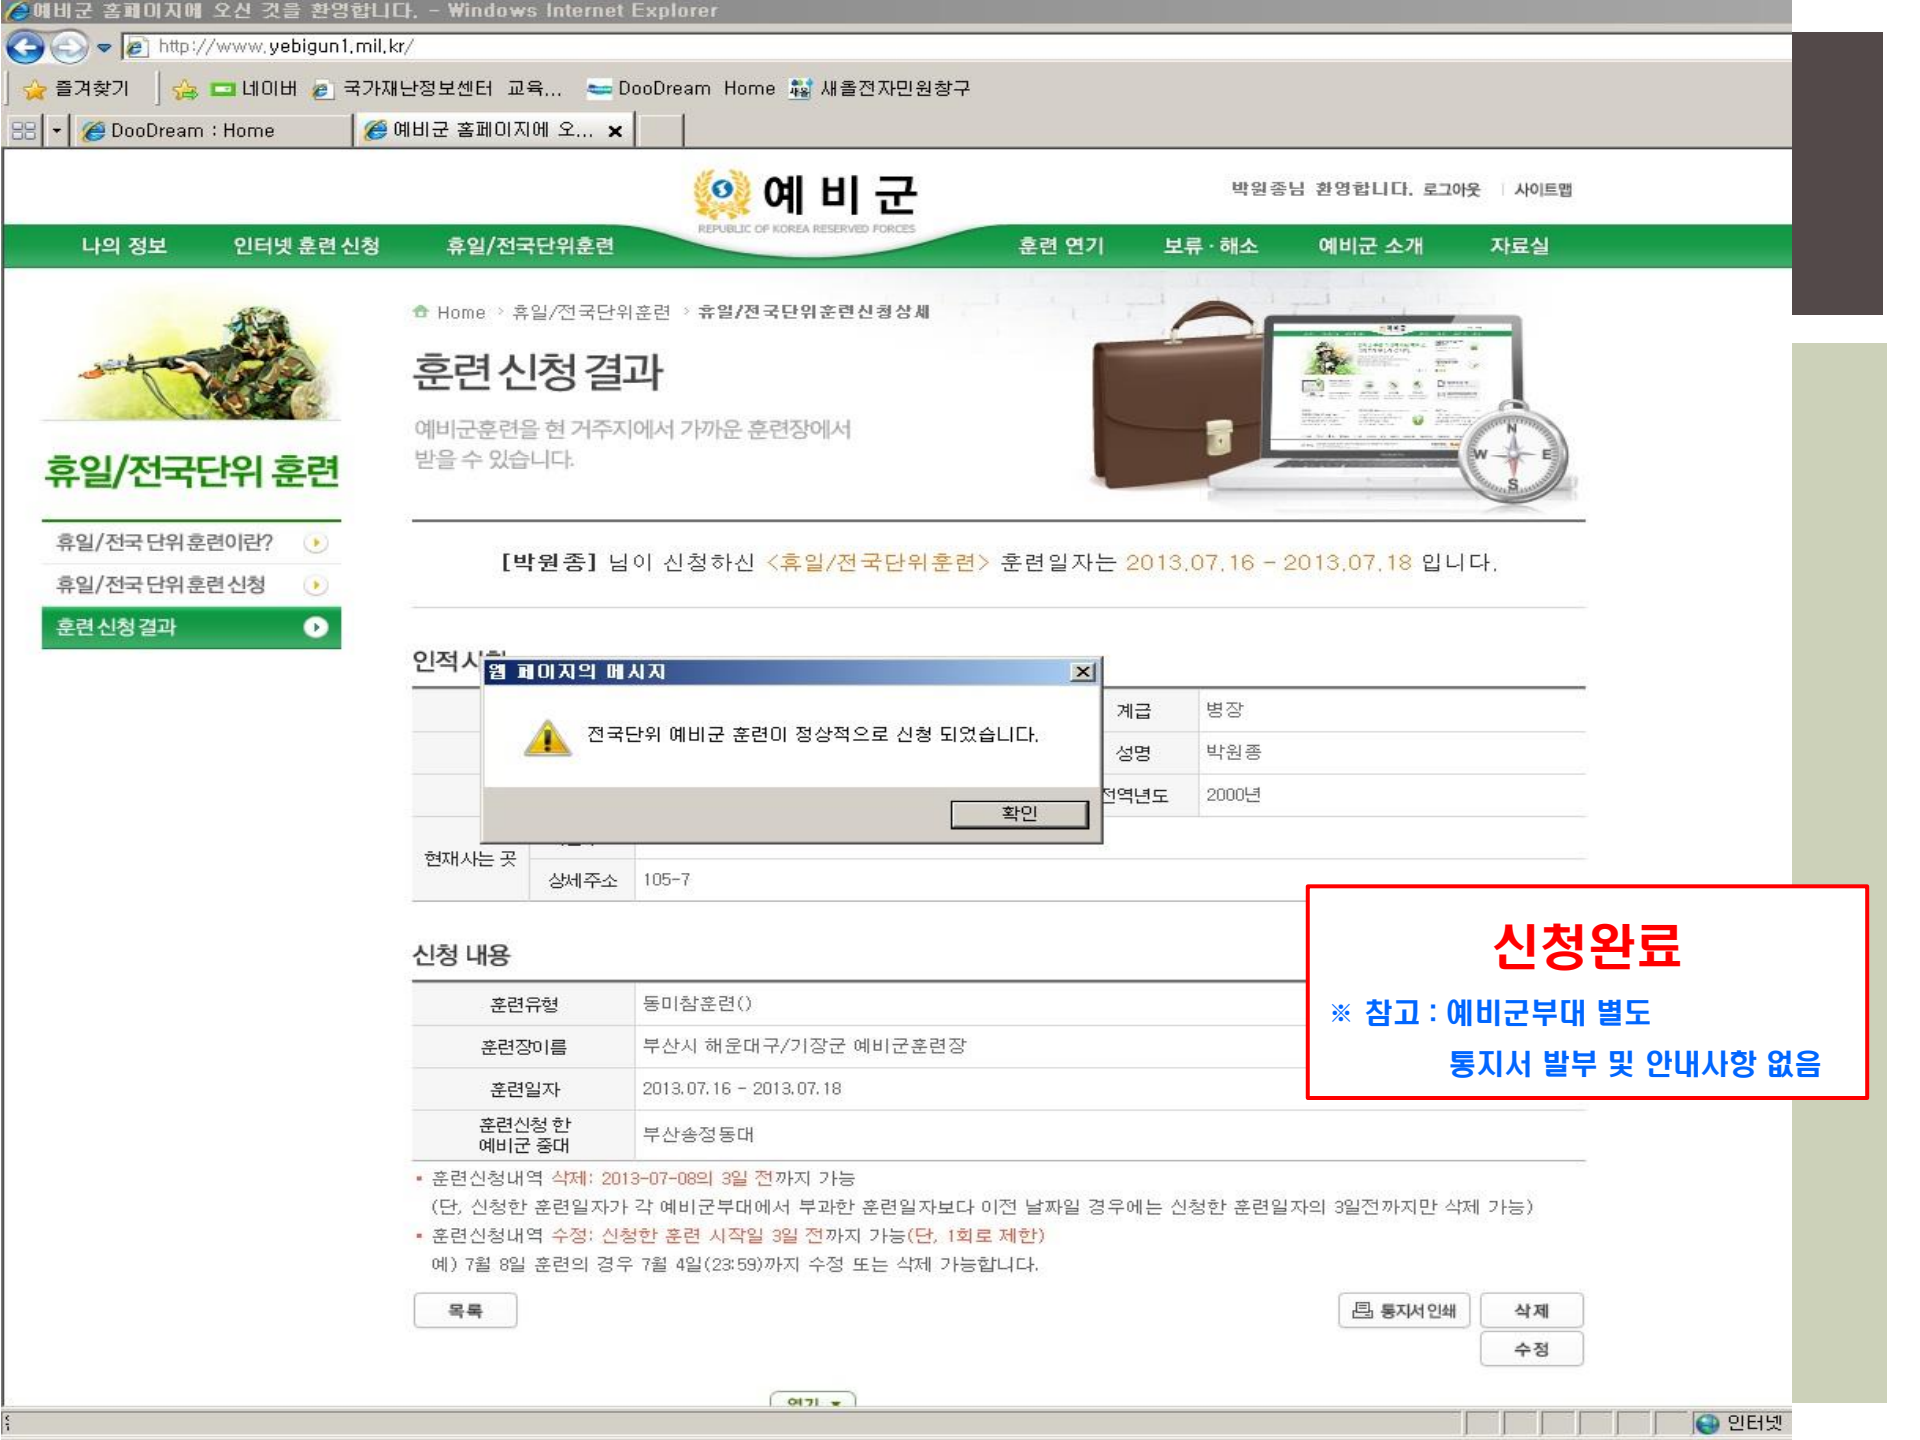 예비군 홈페이지에 오신 것을 환영합니다. - Windows Internet Explorer
http://www.yebigun1.mil.kr/
즐겨찾기 네이버 국가재난정보센터 교육... DooDream Home 새올전자민원창구
DooDream : Home 예비군 홈페이지에 오...
예비군
REPUBLIC OF KOREA RESERVED FORCES
박원종님 환영합니다. 로그아웃 사이트맵
나의 정보 인터넷 훈련 신청 휴일/전국단위훈련 훈련 연기 보류·해소 예비군 소개 자료실
Home > 휴일/전국단위훈련 > 휴일/전국단위훈련신청상세
훈련 신청 결과
예비군훈련을 현 거주지에서 가까운 훈련장에서
받을 수 있습니다.
N
W E
S
휴일/전국단위 훈련
휴일/전국 단위 훈련이란?
휴일/전국 단위 훈련 신청
훈련 신청 결과
[박원종] 님이 신청하신 <휴일/전국단위훈련> 훈련일자는 2013.07.16 - 2013.07.18 입니다.
인적사
웹 페이지의 메시지
전국단위 예비군 훈련이 정상적으로 신청 되었습니다.
확인
계급 병장
성명 박원종
전역년도 2000년
현재사는 곳
상세주소 105-7
신청 내용
훈련유형 동미참훈련()
훈련장이름 부산시 해운대구/기장군 예비군훈련장
훈련일자 2013.07.16 - 2013.07.18
훈련신청 한
예비군 중대 부산송정동대
신청완료
※ 참고 : 예비군부대 별도
통지서 발부 및 안내사항 없음
▪ 훈련신청내역 삭제: 2013-07-08의 3일 전까지 가능
(단, 신청한 훈련일자가 각 예비군부대에서 부과한 훈련일자보다 이전 날짜일 경우에는 신청한 훈련일자의 3일전까지만 삭제 가능)
▪ 훈련신청내역 수정: 신청한 훈련 시작일 3일 전까지 가능(단, 1회로 제한)
예) 7월 8일 훈련의 경우 7월 4일(23:59)까지 수정 또는 삭제 가능합니다.
목록 통지서 인쇄 삭제
수정
인터넷